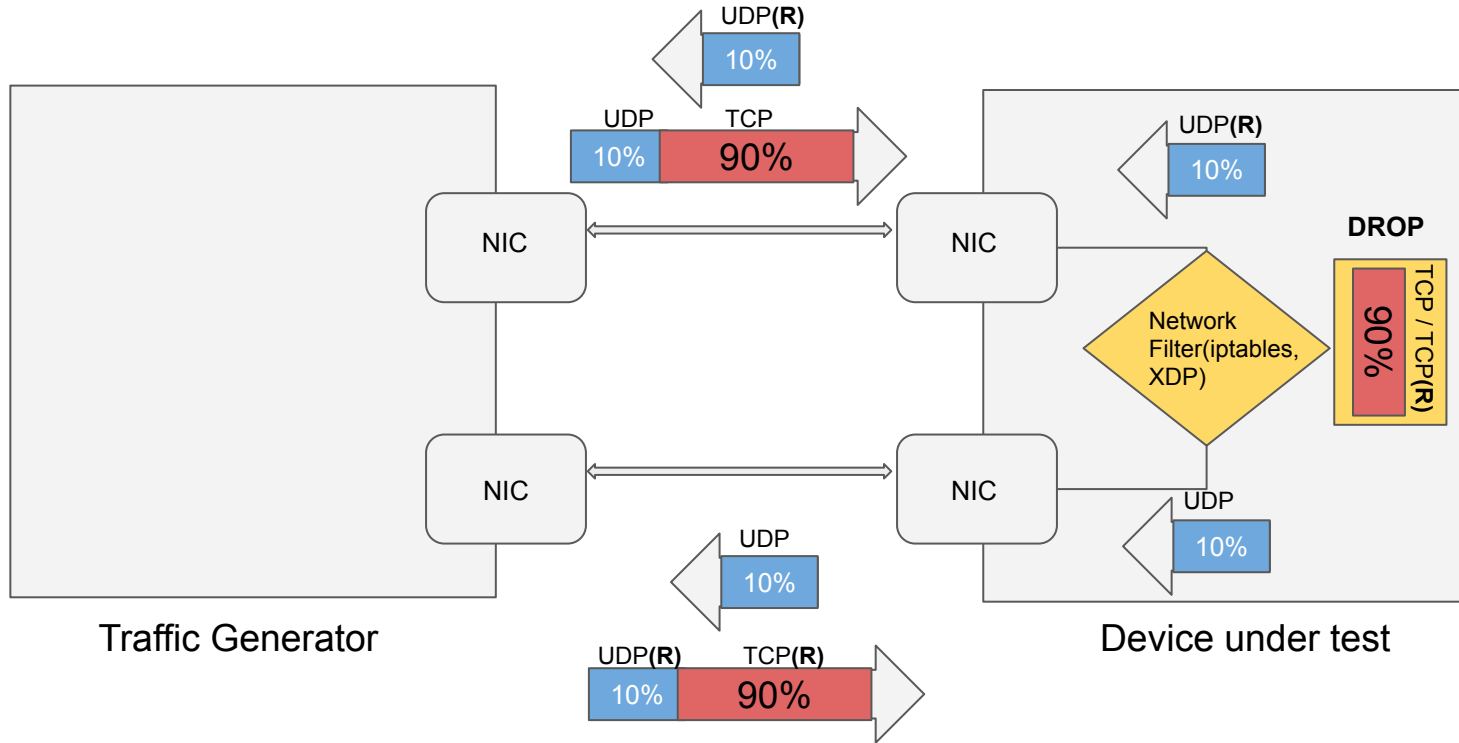 UDP(R)
10%
UDP
TCP
10%
90%
UDP(R)
10%
NIC
NIC
DROP
TCP / TCP(R)
90%
Network
Filter(iptables,
XDP)
NIC
NIC
UDP
10%
UDP
10%
Traffic Generator
Device under test
UDP(R)
TCP(R)
10%
90%